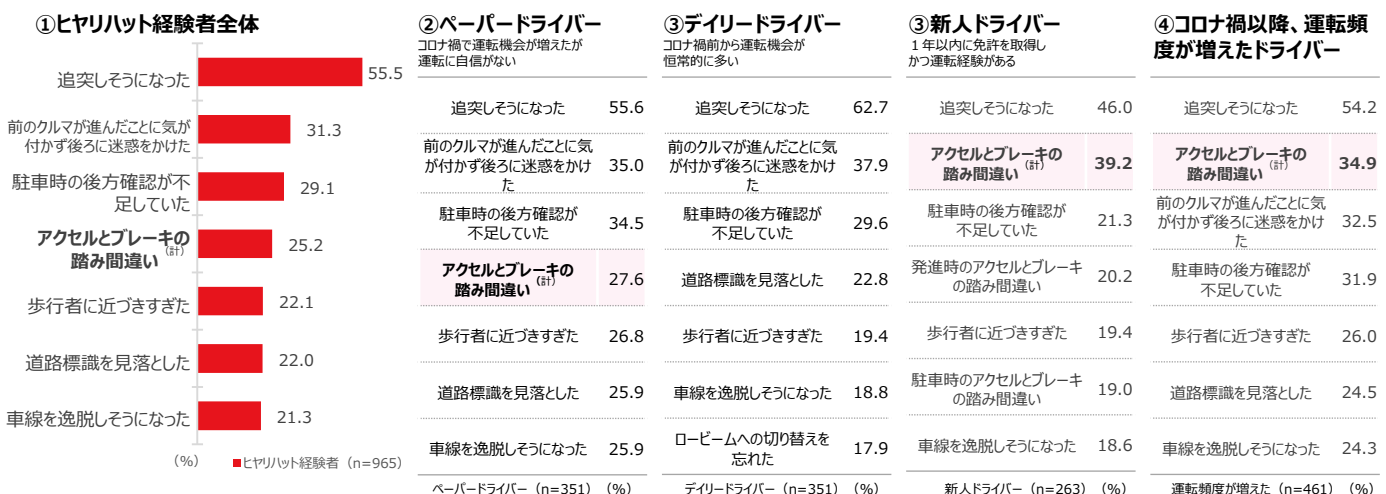 ①ヒヤリハット経験者全体
追突しそうになった
55.5
前のクルマが進んだことに気が
付かず後ろに迷惑をかけた
31.3
駐車時の後方確認が不
足していた
29.1
アクセルとブレーキの
踏み間違い（計）
25.2
歩行者に近づきすぎた
22.1
道路標識を見落とした
22.0
車線を逸脱しそうになった
21.3
（%）
■ヒヤリハット経験者（n=965）
②ペーパードライバー
コロナ禍で運転機会が増えたが
運転に自信がない
追突しそうになった 55.6
前のクルマが進んだことに気
が付かず後ろに迷惑をかけ
た
35.0
駐車時の後方確認が
不足していた
34.5
アクセルとブレーキの
踏み間違い（計）
27.6
歩行者に近づきすぎた 26.8
道路標識を見落とした 25.9
車線を逸脱しそうになった 25.9
ペーパードライバー（n=351）（%）
③デイリードライバー
コロナ禍前から運転機会が
恒常的に多い
追突しそうになった 62.7
前のクルマが進んだことに気
が付かず後ろに迷惑をかけ
た
37.9
駐車時の後方確認が
不足していた
29.6
道路標識を見落とした 22.8
歩行者に近づきすぎた 19.4
車線を逸脱しそうになった 18.8
ロービームへの切り替えを
忘れた
17.9
デイリードライバー（n=351）（%）
③新人ドライバー
１年以内に免許を取得し
かつ運転経験がある
追突しそうになった 46.0
アクセルとブレーキの
踏み間違い（計）
39.2
駐車時の後方確認が
不足していた
21.3
発進時のアクセルとブレーキ
の踏み間違い
20.2
歩行者に近づきすぎた 19.4
駐車時のアクセルとブレーキ
の踏み間違い
19.0
車線を逸脱しそうになった 18.6
新人ドライバー（n=263）（%）
④コロナ禍以降、運転頻
度が増えたドライバー
追突しそうになった 54.2
アクセルとブレーキの
踏み間違い（計）
34.9
前のクルマが進んだことに気
が付かず後ろに迷惑をかけ
た
32.5
駐車時の後方確認が
不足していた
31.9
歩行者に近づきすぎた 26.0
道路標識を見落とした 24.5
車線を逸脱しそうになった 24.3
運転頻度が増えた（n=461）（%）